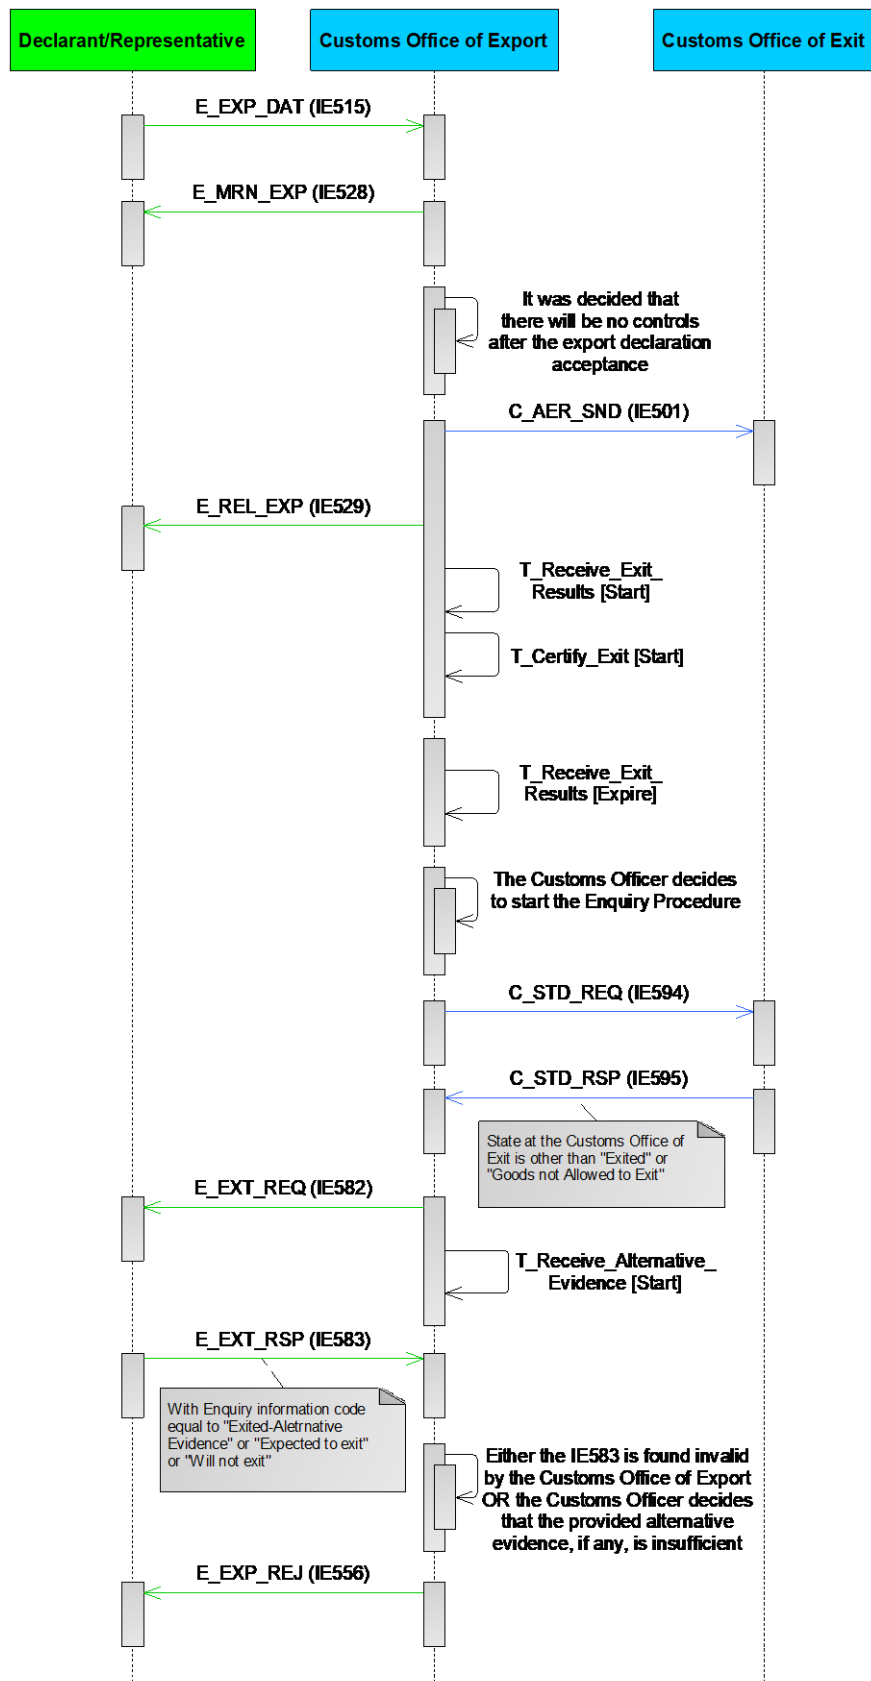 Declarant/Representative
Customs Office of Export
Customs Office of Exit
E_EXP_DAT (IE515)
E_MRN_EXP (IE528)
It was decided that
there will be no controls
after the export declaration
acceptance
C_AER_SND (IE501)
E_REL_EXP (IE529)
T_Receive_Exit_
Results [Start]
T_Certify_Exit [Start]
T_Receive_Exit_
Results [Expire]
The Customs Officer decides
to start the Enquiry Procedure
C_STD_REQ (IE594)
C_STD_RSP (IE595)
State at the Customs Office of
Exit is other than "Exited" or
"Goods not Allowed to Exit"
E_EXT_REQ (IE582)
T_Receive_Alternative_
Evidence [Start]
E_EXT_RSP (IE583)
With Enquiry information code
equal to "Exited-Aletrnative
Evidence" or "Expected to exit"
or "Will not exit"
Either the IE583 is found invalid
by the Customs Office of Export
OR the Customs Officer decides
that the provided alternative
evidence, if any, is insufficient
E_EXP_REJ (IE556)